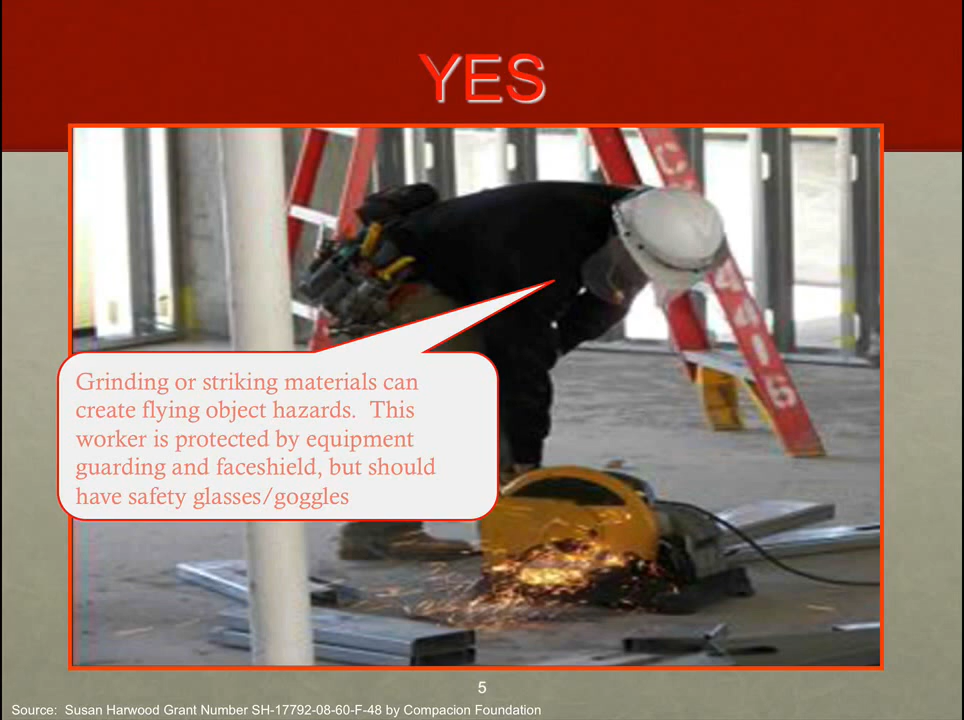 YES
C
4406
Grinding or striking materials can
create flying object hazards.  This
worker is protected by equipment
guarding and faceshield, but should
have safety glasses/goggles
5
Source:  Susan Harwood Grant Number SH-17792-08-60-F-48 by Compacion Foundation